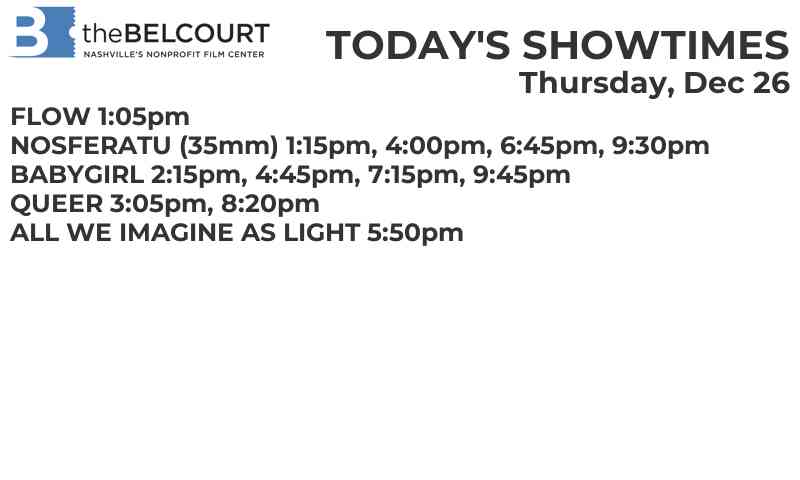 B theBELCOURT
NASHVILLE'S NONPROFIT FILM CENTER
TODAY'S SHOWTIMES
Thursday, Dec 26
FLOW 1:05pm
NOSFERATU (35mm) 1:15pm, 4:00pm, 6:45pm, 9:30pm
BABYGIRL 2:15pm, 4:45pm, 7:15pm, 9:45pm
QUEER 3:05pm, 8:20pm
ALL WE IMAGINE AS LIGHT 5:50pm